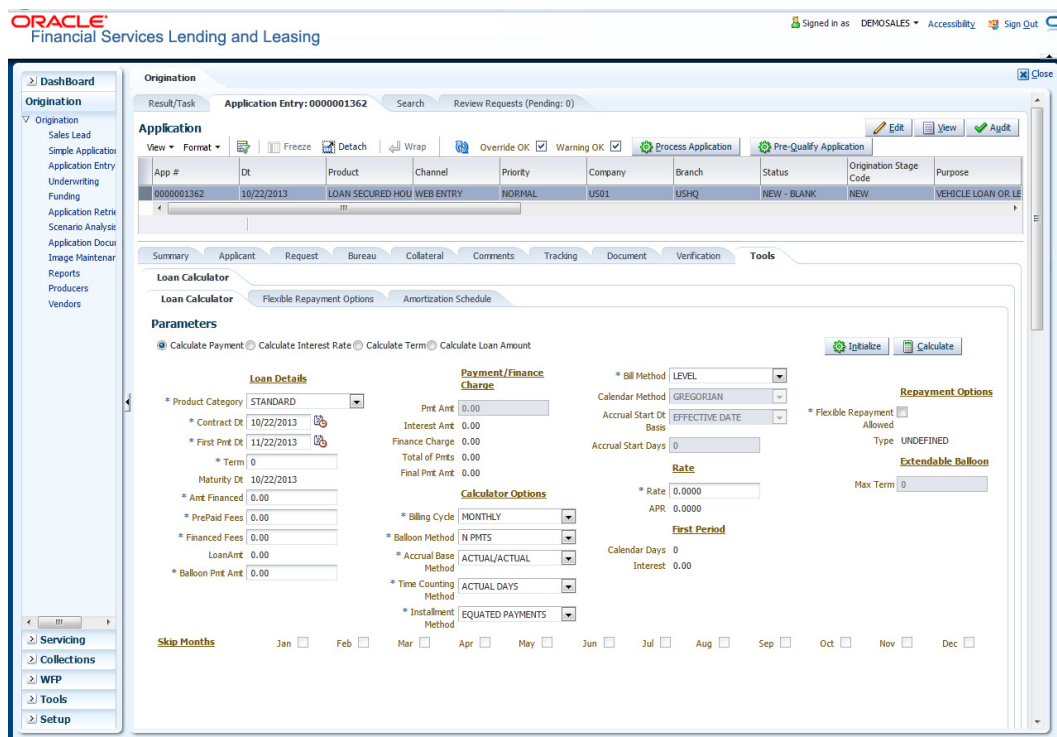 ORACLE
Financial Services Lending and Leasing
Signed in as DEMOSALES Accessibility Sign Out
Close
DashBoard
Origination
Origination
Sales Lead
Simple Application
Application Entry
Underwriting
Funding
Application Retrie
Scenario Analysis
Application Docu
Image Maintenar
Reports
Producers
Vendors
Servicing
Collections
WFP
Tools
Setup
Origination
Result/Task Application Entry: 0000001362 Search Review Requests (Pending: 0)
Application
Edit View Audit
View Format Freeze Detach Wrap Override OK Warning OK Process Application Pre-Qualify Application
App # Dt Product Channel Priority Company Branch Status Origination Stage Code Purpose
0000001362 10/22/2013 LOAN SECURED HOU WEB ENTRY NORMAL US01 USHQ NEW - BLANK NEW VEHICLE LOAN OR LE
Summary Applicant Request Bureau Collateral Comments Tracking Document Verification Tools
Loan Calculator
Loan Calculator Flexible Repayment Options Amortization Schedule
Parameters
Calculate Payment Calculate Interest Rate Calculate Term Calculate Loan Amount
Initialize Calculate
Loan Details
* Product Category STANDARD
* Contract Dt 10/22/2013
* First Pmt Dt 11/22/2013
* Term 0
Maturity Dt 10/22/2013
* Amt Financed 0.00
* PrePaid Fees 0.00
* Financed Fees 0.00
LoanAmt 0.00
* Balloon Pmt Amt 0.00
Payment/Finance Charge
Pmt Amt 0.00
Interest Amt 0.00
Finance Charge 0.00
Total of Pmts 0.00
Final Pmt Amt 0.00
Calculator Options
* Billing Cycle MONTHLY
* Balloon Method N PMTS
* Accrual Base Method ACTUAL/ACTUAL
* Time Counting Method ACTUAL DAYS
* Installment Method EQUATED PAYMENTS
* Bill Method LEVEL
Calendar Method GREGORIAN
Accrual Start Dt Basis EFFECTIVE DATE
Accrual Start Days 0
Rate
* Rate 0.0000
APR 0.0000
First Period
Calendar Days 0
Interest 0.00
Repayment Options
* Flexible Repayment Allowed
Type UNDEFINED
Extendable Balloon
Max Term 0
Skip Months Jan Feb Mar Apr May Jun Jul Aug Sep Oct Nov Dec